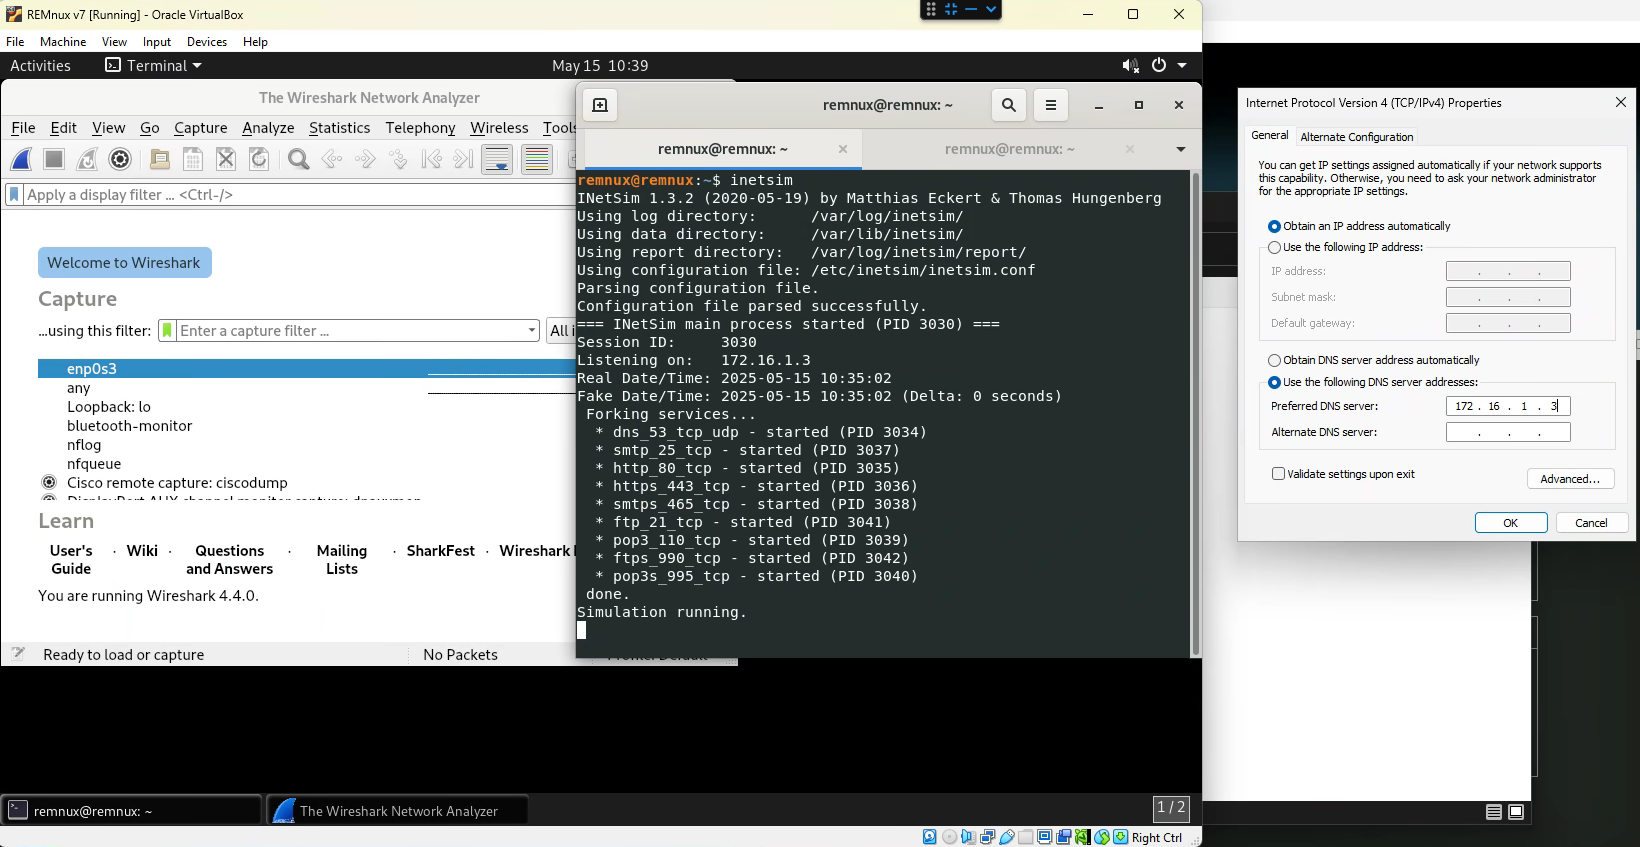 REMnux v7 [Running] - Oracle VirtualBox
File Machine View Input Devices Help
Activities Terminal May 15 10:39
The Wireshark Network Analyzer
File Edit View Go Capture Analyze Statistics Telephony Wireless Tools
Apply a display filter ... <Ctrl-/>
Welcome to Wireshark
Capture
...using this filter: Enter a capture filter ... All i
enp0s3
any
Loopback: lo
bluetooth-monitor
nflog
nfqueue
Cisco remote capture: ciscodump
DisplayPort AUX channel monitor capture: dpauxmon
Learn
User's Guide · Wiki · Questions and Answers · Mailing Lists · SharkFest · Wireshark
You are running Wireshark 4.4.0.
Ready to load or capture No Packets Profile: Default
remnux@remnux: ~
remnux@remnux: ~ remnux@remnux: ~
remnux@remnux:~$ inetsim
INetSim 1.3.2 (2020-05-19) by Matthias Eckert & Thomas Hungenberg
Using log directory: /var/log/inetsim/
Using data directory: /var/lib/inetsim/
Using report directory: /var/log/inetsim/report/
Using configuration file: /etc/inetsim/inetsim.conf
Parsing configuration file.
Configuration file parsed successfully.
=== INetSim main process started (PID 3030) ===
Session ID: 3030
Listening on: 172.16.1.3
Real Date/Time: 2025-05-15 10:35:02
Fake Date/Time: 2025-05-15 10:35:02 (Delta: 0 seconds)
Forking services...
* dns_53_tcp_udp - started (PID 3034)
* smtp_25_tcp - started (PID 3037)
* http_80_tcp - started (PID 3035)
* https_443_tcp - started (PID 3036)
* smtps_465_tcp - started (PID 3038)
* ftp_21_tcp - started (PID 3041)
* pop3_110_tcp - started (PID 3039)
* ftps_990_tcp - started (PID 3042)
* pop3s_995_tcp - started (PID 3040)
done.
Simulation running.
remnux@remnux: ~ The Wireshark Network Analyzer 1 / 2
Right Ctrl
Internet Protocol Version 4 (TCP/IPv4) Properties
General Alternate Configuration
You can get IP settings assigned automatically if your network supports
this capability. Otherwise, you need to ask your network administrator
for the appropriate IP settings.
Obtain an IP address automatically
Use the following IP address:
IP address: . . .
Subnet mask: . . .
Default gateway: . . .
Obtain DNS server address automatically
Use the following DNS server addresses:
Preferred DNS server: 172 . 16 . 1 . 3
Alternate DNS server: . . .
Validate settings upon exit Advanced...
OK Cancel